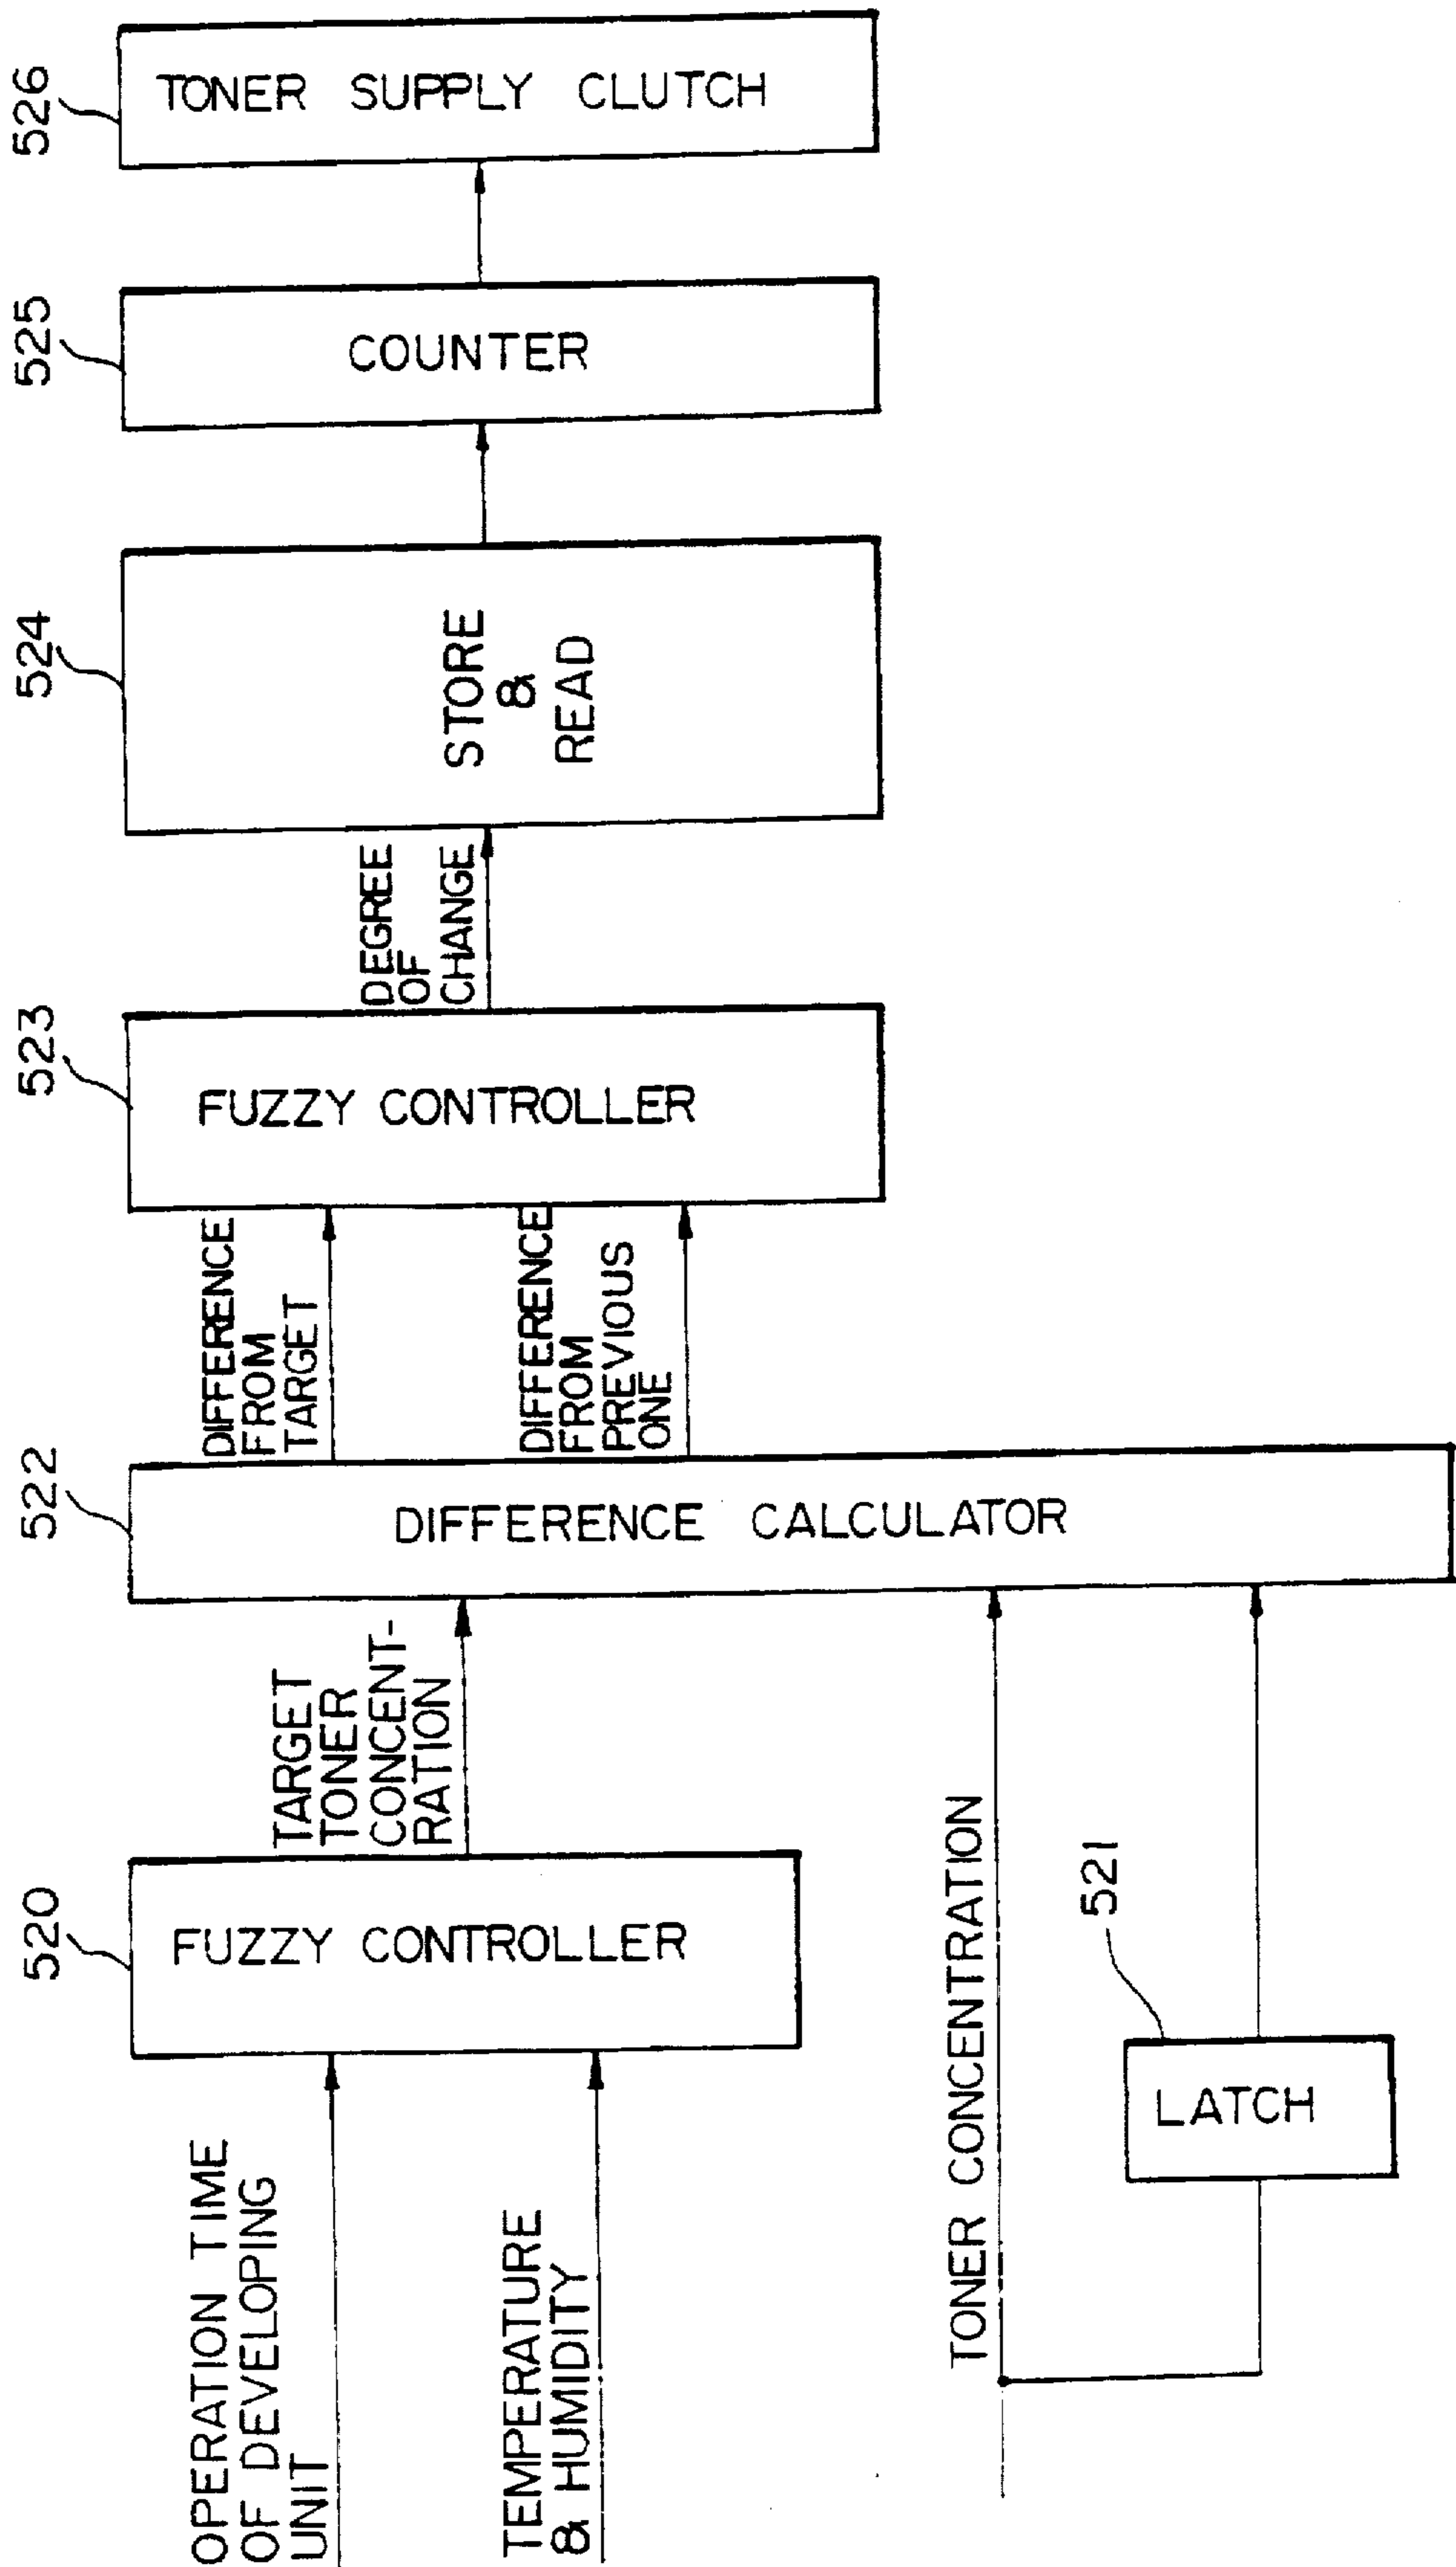 526
TONER SUPPLY CLUTCH
525
COUNTER
524
STORE
&
READ
DEGREE
OF
CHANGE
523
FUZZY CONTROLLER
DIFFERENCE
FROM
TARGET
DIFFERENCE
FROM
PREVIOUS
ONE
522
DIFFERENCE CALCULATOR
TARGET
TONER
CONCENT-
RATION
520
FUZZY CONTROLLER
OPERATION TIME
OF DEVELOPING
UNIT
TEMPERATURE
& HUMIDITY
TONER CONCENTRATION
521
LATCH